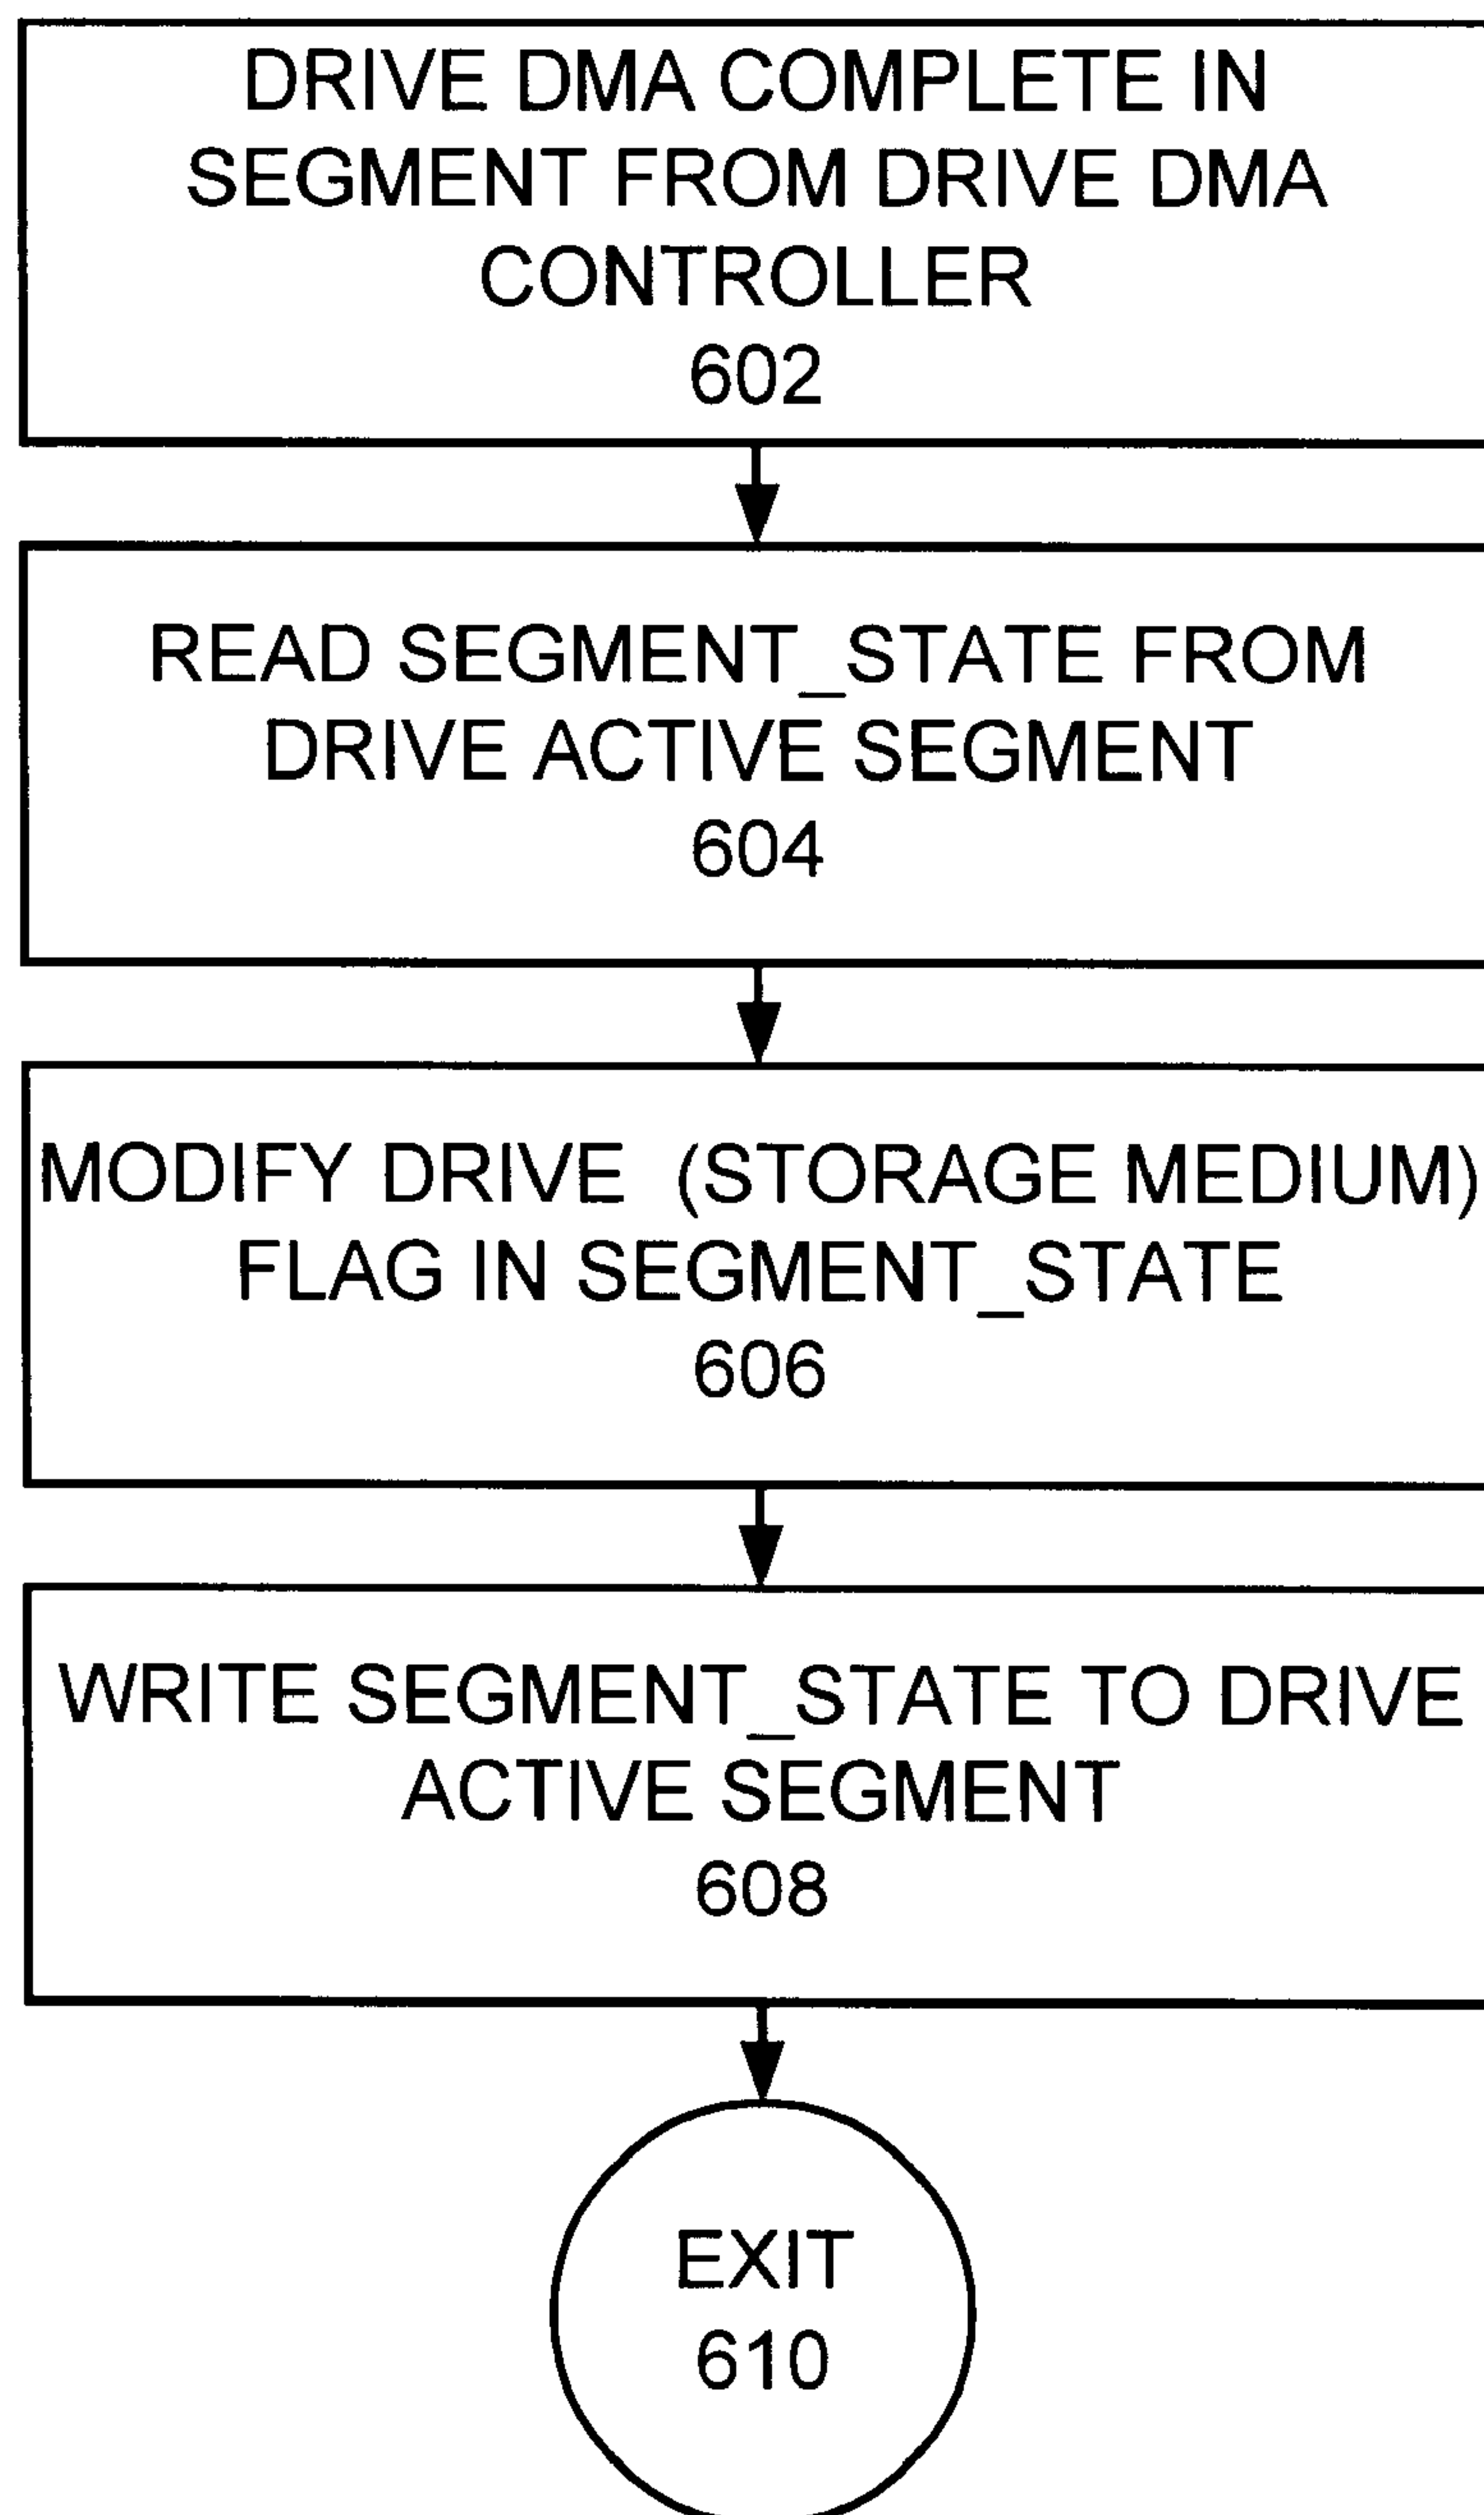 DRIVE DMA COMPLETE IN
SEGMENT FROM DRIVE DMA
CONTROLLER
602
READ SEGMENT_STATE FROM
DRIVE ACTIVE SEGMENT
604
MODIFY DRIVE (STORAGE MEDIUM)
FLAG IN SEGMENT_STATE
606
WRITE SEGMENT_STATE TO DRIVE
ACTIVE SEGMENT
608
EXIT
610